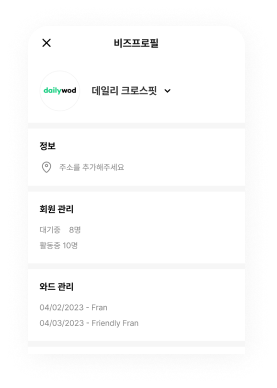 비즈프로필
dailywod
데일리 크로스핏
정보
주소를 추가해주세요
회원 관리
대기중 8명
활동중 10명
와드 관리
04/02/2023 - Fran
04/03/2023 - Friendly Fran